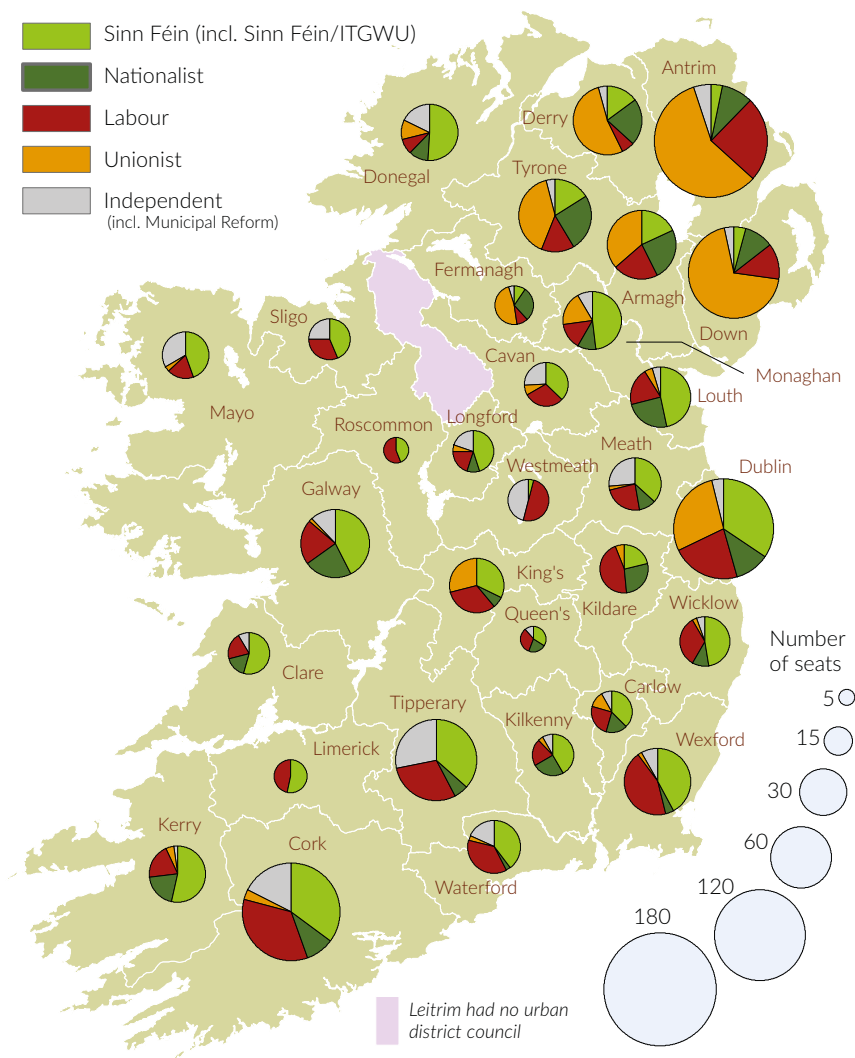 Sinn Féin (incl. Sinn Féin/ITGWU)
Nationalist
Labour
Unionist
Independent
(incl. Municipal Reform)
Antrim
Derry
Donegal
Tyrone
Fermanagh
Armagh
Down
Sligo
Cavan
Monaghan
Mayo
Louth
Roscommon
Longford
Meath
Westmeath
Dublin
Galway
King's
Kildare
Queen's
Wicklow
Number
of seats
Clare
Carlow
5
Tipperary
Kilkenny
Wexford
15
Limerick
30
Kerry
Cork
60
Waterford
120
180
Leitrim had no urban
district council